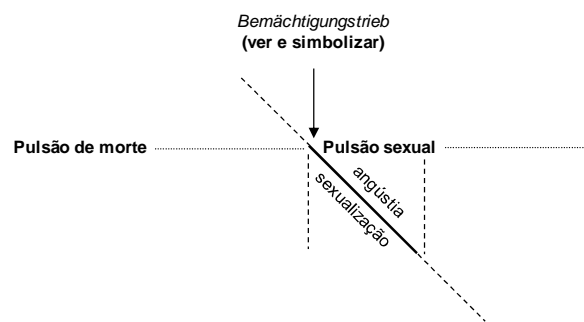 Bemächtigungstrieb
(ver e simbolizar)
Pulsão de morte
Pulsão sexual
angústia
sexualização